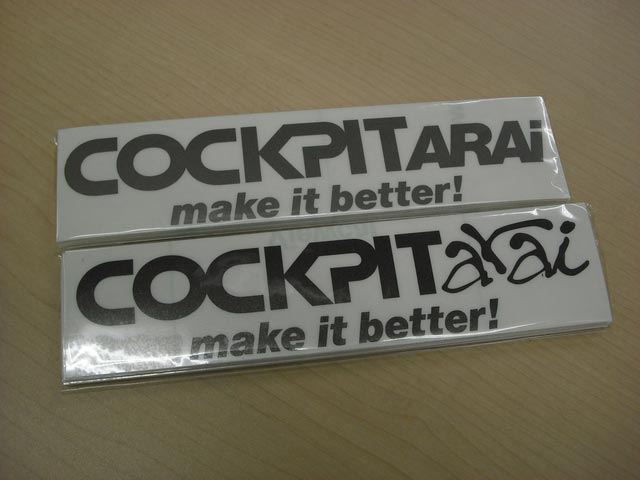 COCKPITARAi
make it better!
COCKPITarai
make it better!